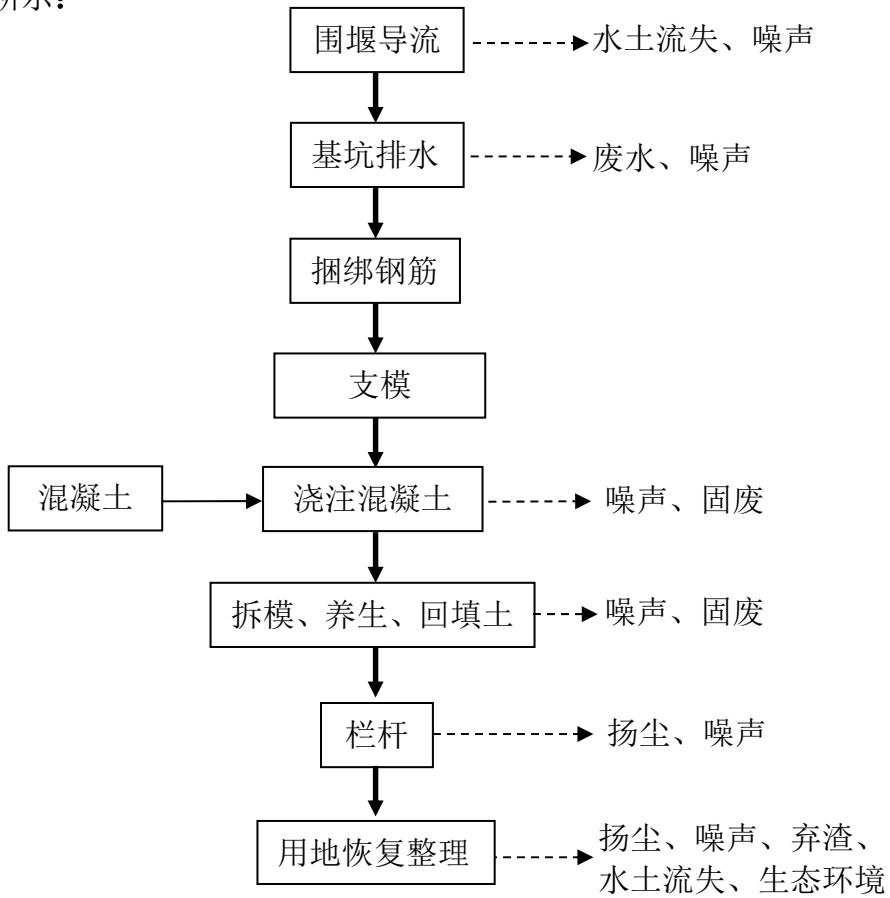 所示：
围堰导流
水土流失、噪声
基坑排水
废水、噪声
捆绑钢筋
支模
混凝土
浇注混凝土
噪声、固废
拆模、养生、回填土
噪声、固废
栏杆
扬尘、噪声
用地恢复整理
扬尘、噪声、弃渣、
水土流失、生态环境